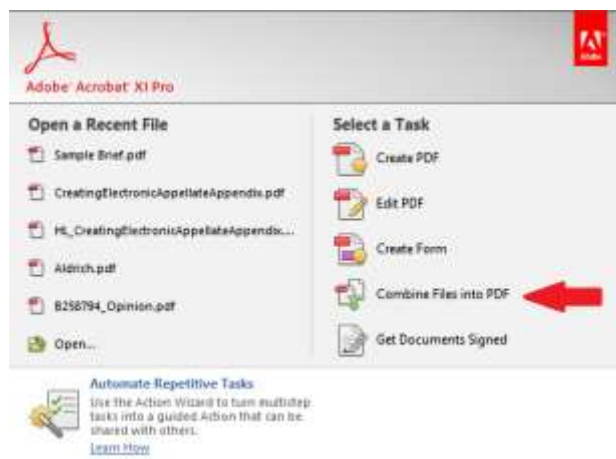 Adobe® Acrobat® XI Pro
Adobe
Open a Recent File
Sample Brief.pdf
CreatingElectronicAppellateAppendix.pdf
HL_CreatingElectronicAppellateAppendix....
Aldrich.pdf
B258794_Opinion.pdf
Open...
Select a Task
Create PDF
Edit PDF
Create Form
Combine Files into PDF
Get Documents Signed
Automate Repetitive Tasks
Use the Action Wizard to turn multistep
tasks into a guided Action that can be
shared with others.
Learn How